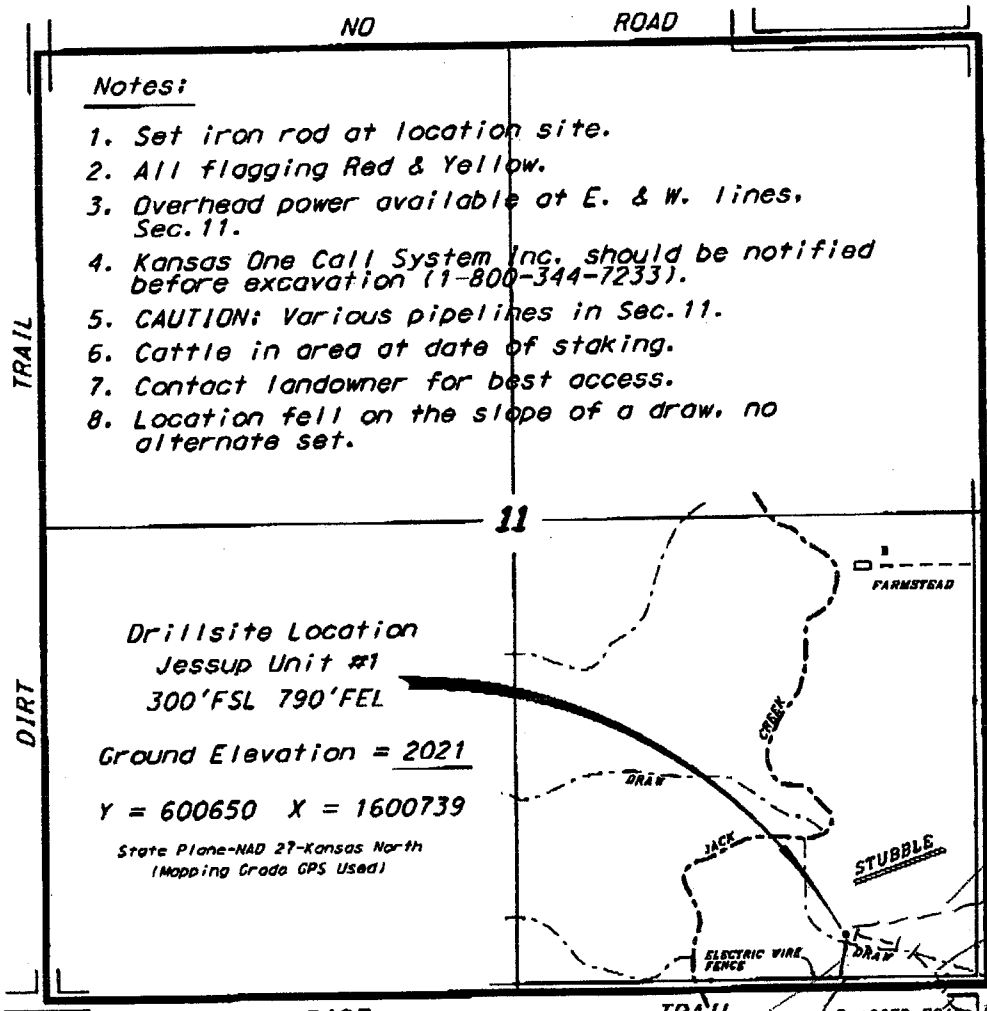 NO ROAD
Notes:
1. Set iron rod at location site.
2. All flagging Red & Yellow.
3. Overhead power available at E. & W. lines,
Sec. 11.
4. Kansas One Call System Inc. should be notified
before excavation (1-800-344-7233).
5. CAUTION: Various pipelines in Sec. 11.
6. Cattle in area at date of staking.
7. Contact landowner for best access.
8. Location fell on the slope of a draw, no
alternate set.
TRAIL
DIRT
11
FARMSTEAD
Drillsite Location
Jessup Unit #1
300'FSL 790'FEL
Ground Elevation = 2021
Y = 600650 X = 1600739
State Plane-NAD 27-Kansas North
(Mapping Grade GPS Used)
CREEK
DRAW
JACK
STUBBLE
ELECTRIC WIRE
FENCE
DRAW
TRAIL